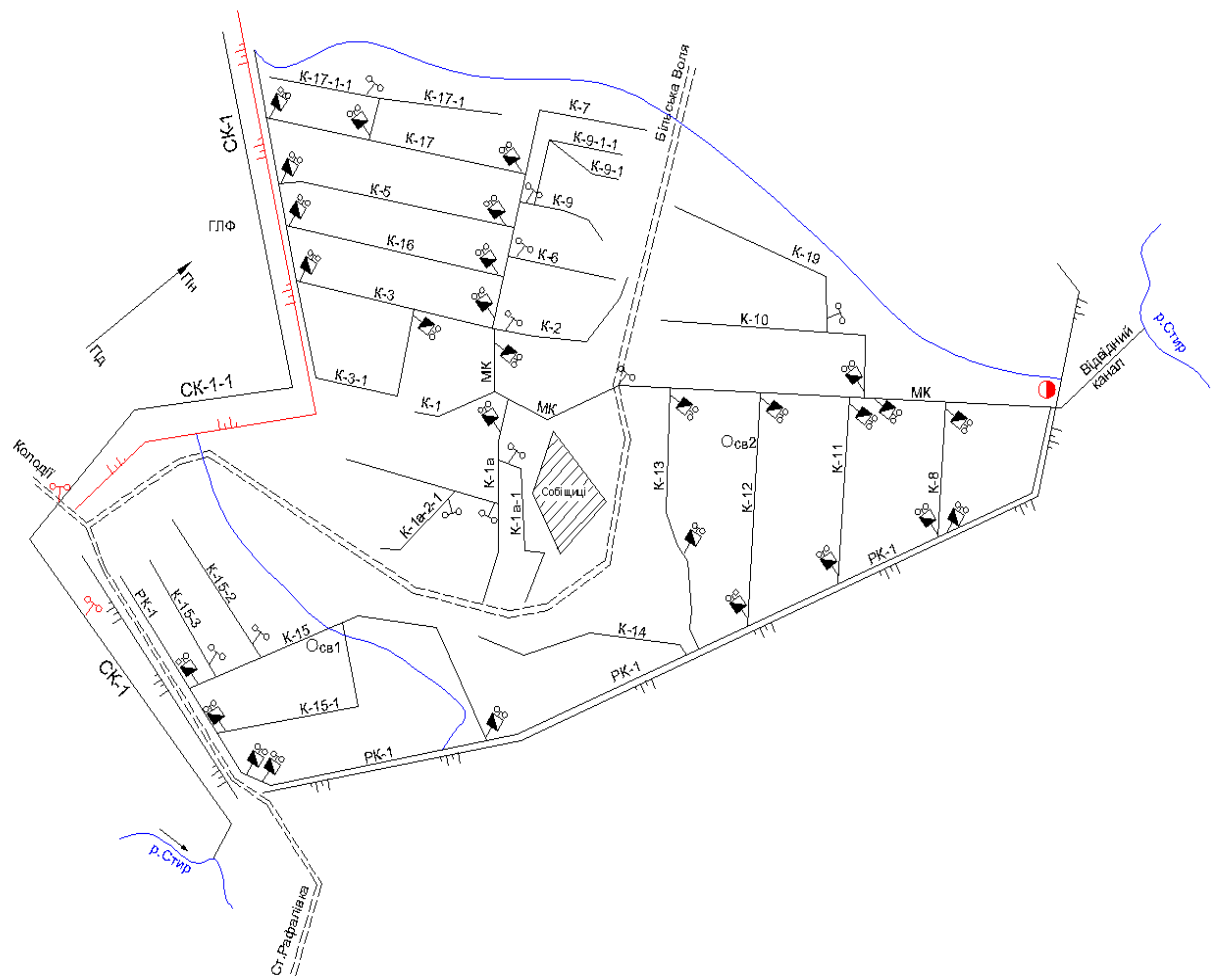 К-17-1-1
К-17-1
К-7
Більська Воля
СК-1
К-17
К-9-1-1
К-9-1
К-5
К-9
ГЛФ
К-16
К-6
К-19
Пн
К-3
К-2
К-10
р.Стир
Пд
МК
Відвідний
канал
СК-1-1
К-3-1
К-1
МК
МК
Колодії
св2
К-1а
К-13
К-11
К-8
К-12
Собіщиці
К-1а-2-1
К-1а-1
РК-1
РК-1
К-15-3
К-15-2
К-15
св1
К-14
СК-1
РК-1
К-15-1
РК-1
р.Стир
Ст.Рафалівка